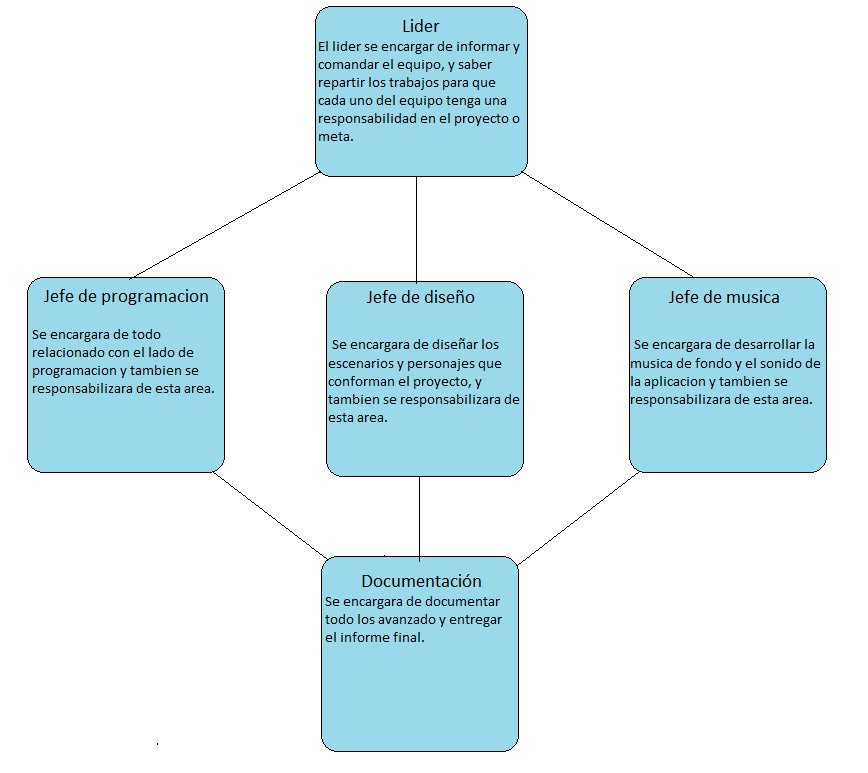 Lider
El lider se encargar de informar y
comandar el equipo, y saber
repartir los trabajos para que
cada uno del equipo tenga una
responsabilidad en el proyecto o
meta.
Jefe de programacion
Se encargara de todo
relacionado con el lado de
programacion y tambien se
responsabilizara de esta area.
Jefe de diseño
Se encargara de diseñar los
escenarios y personajes que
conforman el proyecto, y
tambien se responsabilizara de
esta area.
Jefe de musica
Se encargara de desarrollar la
musica de fondo y el sonido de
la aplicacion y tambien se
responsabilizara de esta area.
Documentación
Se encargara de documentar
todo los avanzado y entregar
el informe final.